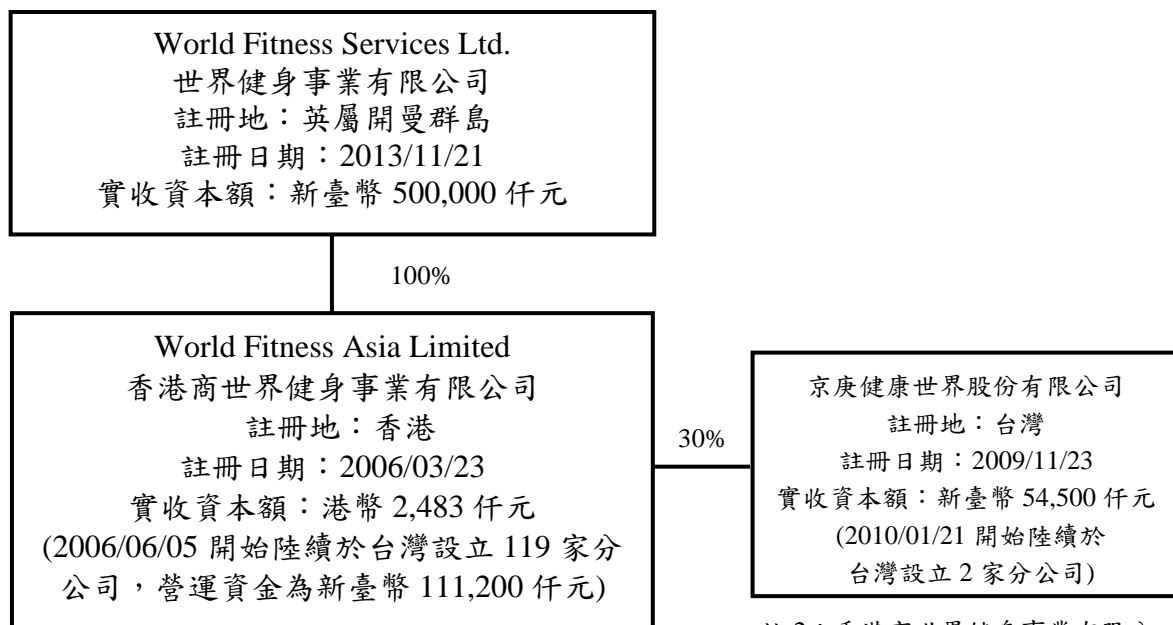 World Fitness Services Ltd.
世界健身事業有限公司
註冊地：英屬開曼群島
註冊日期：2013/11/21
實收資本額：新臺幣 500,000 仟元
100%
World Fitness Asia Limited
香港商世界健身事業有限公司
註冊地：香港
註冊日期：2006/03/23
實收資本額：港幣 2,483 仟元
(2006/06/05 開始陸續於台灣設立 119 家分
公司，營運資金為新臺幣 111,200 仟元)
30%
京庚健康世界股份有限公司
註冊地：台灣
註冊日期：2009/11/23
實收資本額：新臺幣 54,500 仟元
(2010/01/21 開始陸續於
台灣設立 2 家分公司)